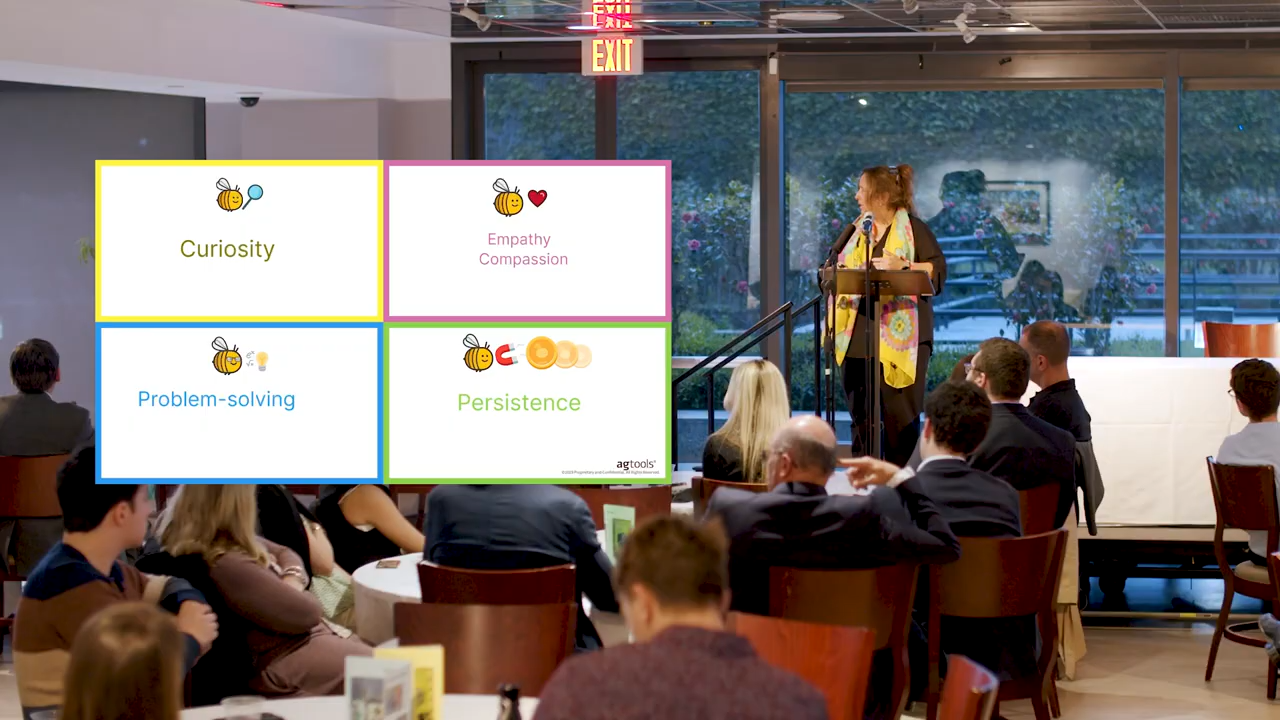 EXIT
EXIT
Curiosity
Empathy
Compassion
Problem-solving
Persistence
agtools